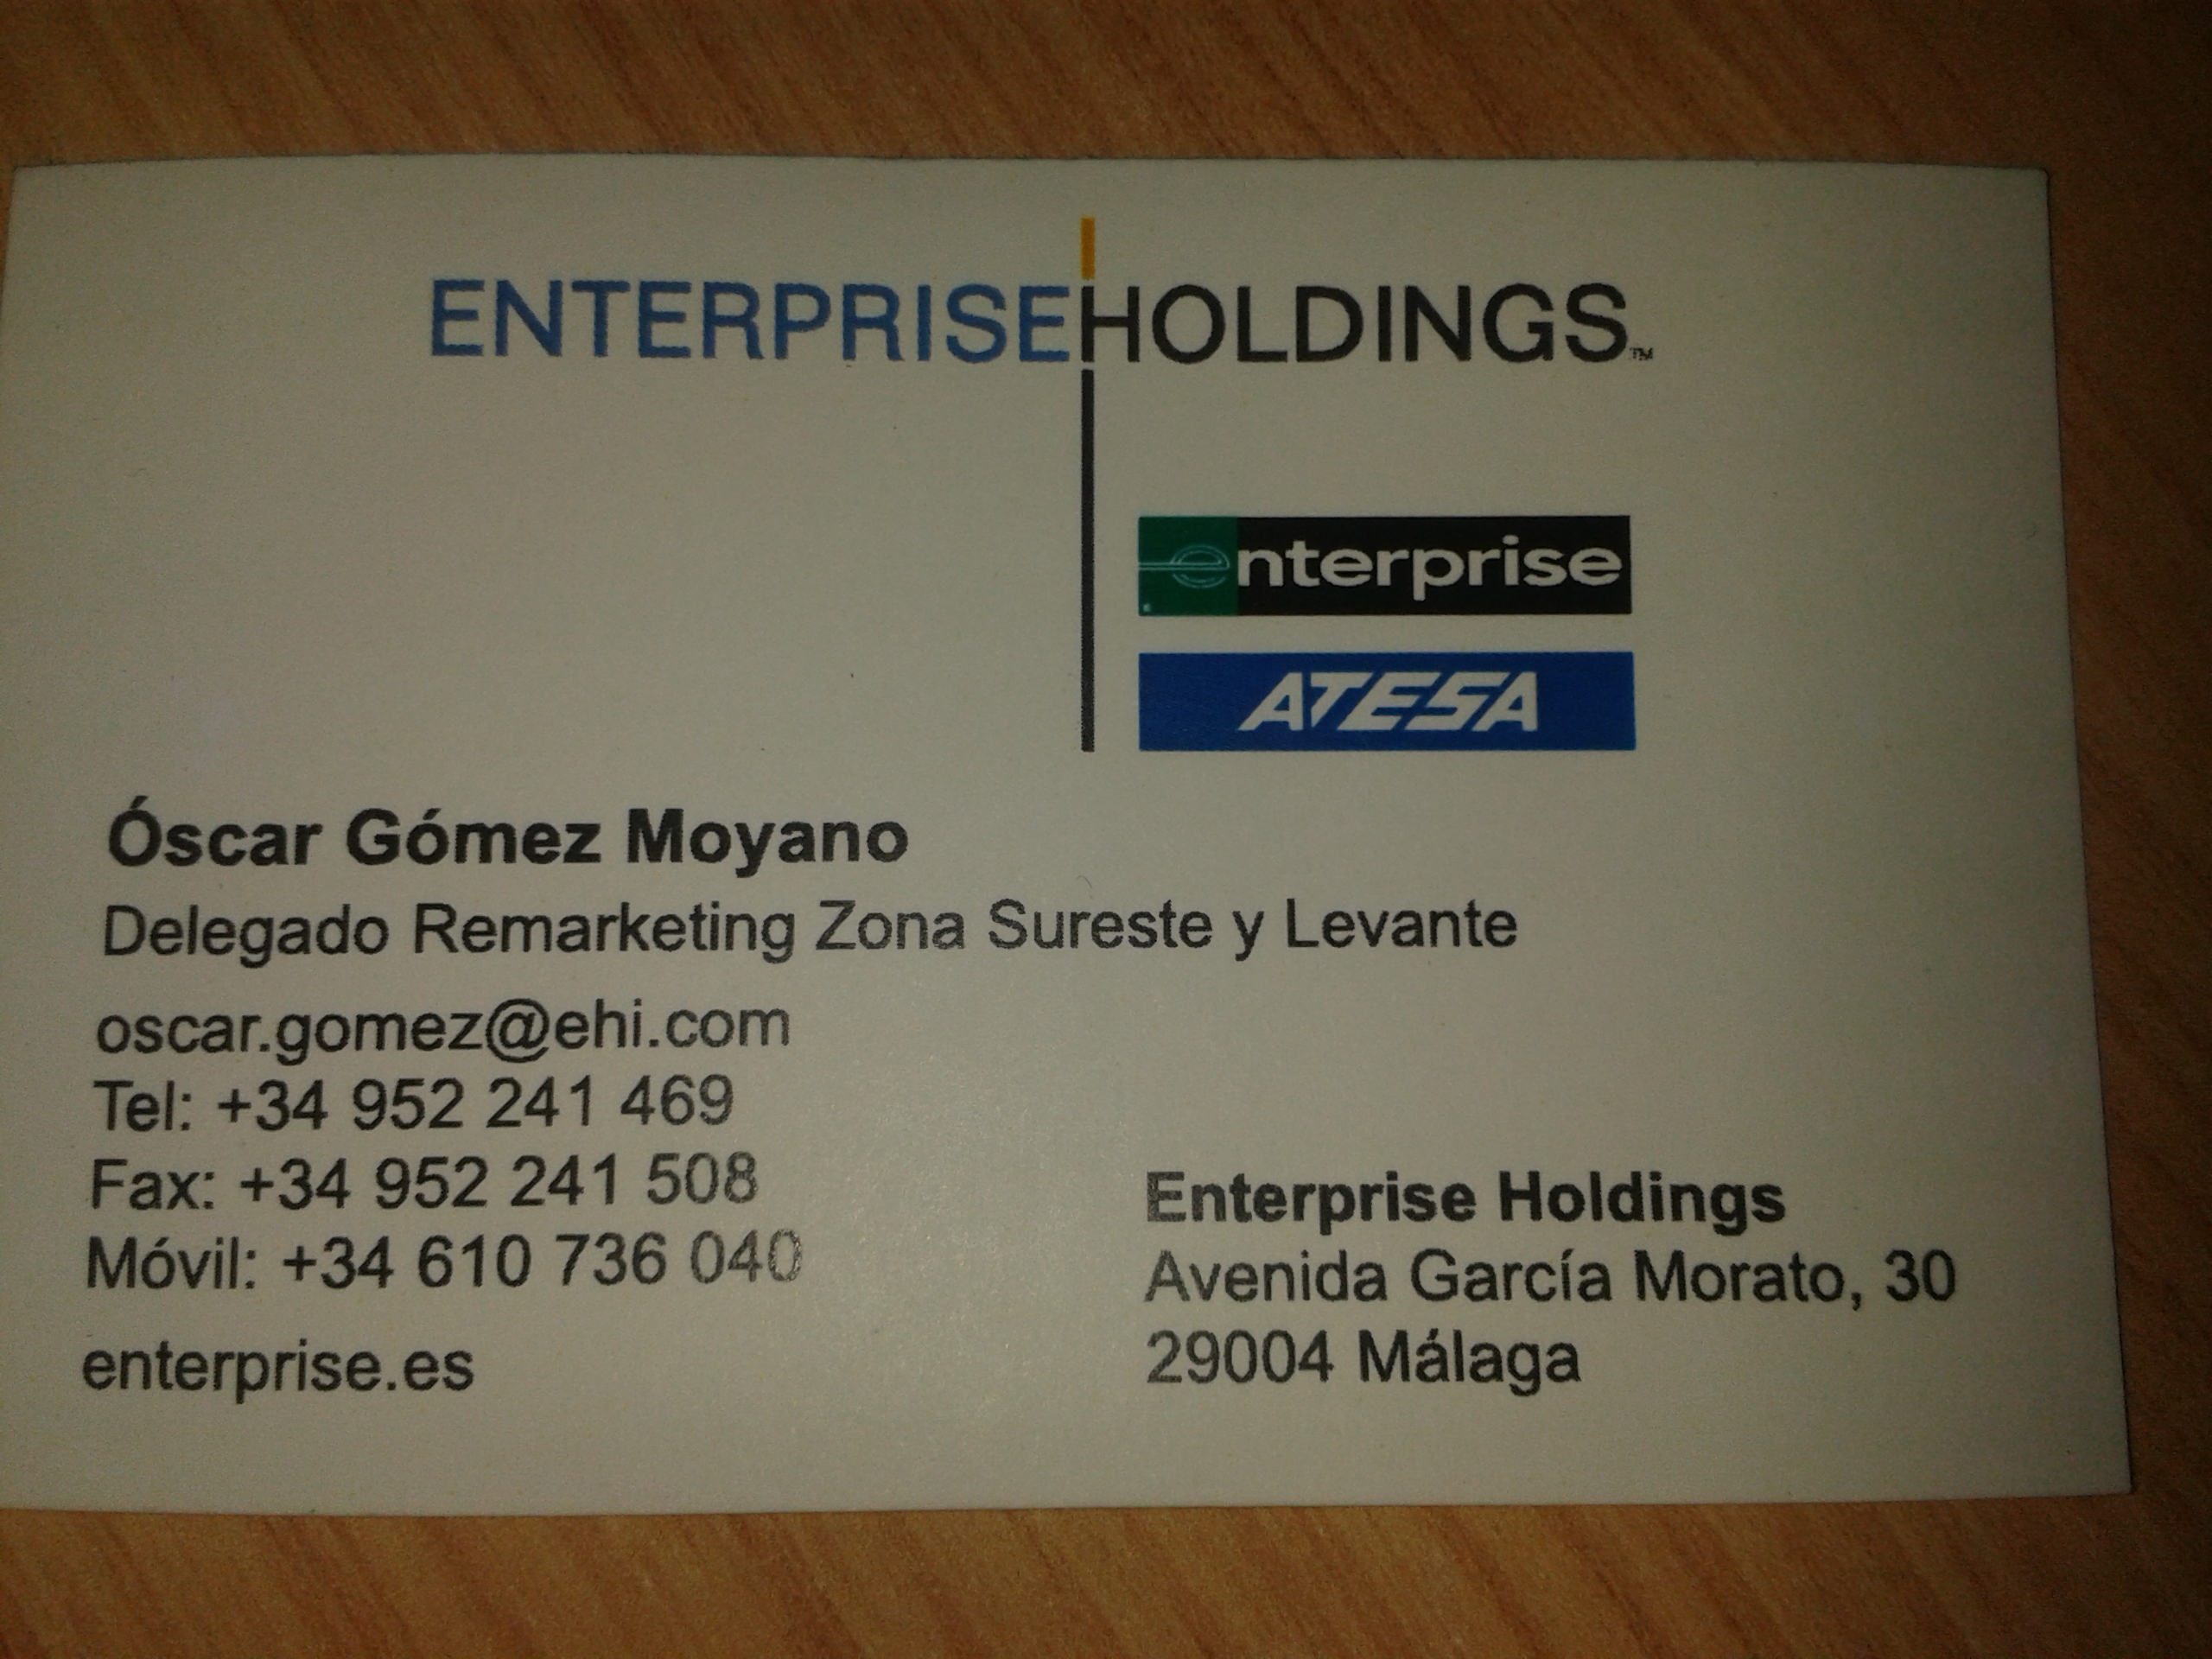 ENTERPRISEHOLDINGS™
enterprise
ATESA
Óscar Gómez Moyano
Delegado Remarketing Zona Sureste y Levante
oscar.gomez@ehi.com
Tel: +34 952 241 469
Fax: +34 952 241 508
Móvil: +34 610 736 040
enterprise.es
Enterprise Holdings
Avenida García Morato, 30
29004 Málaga